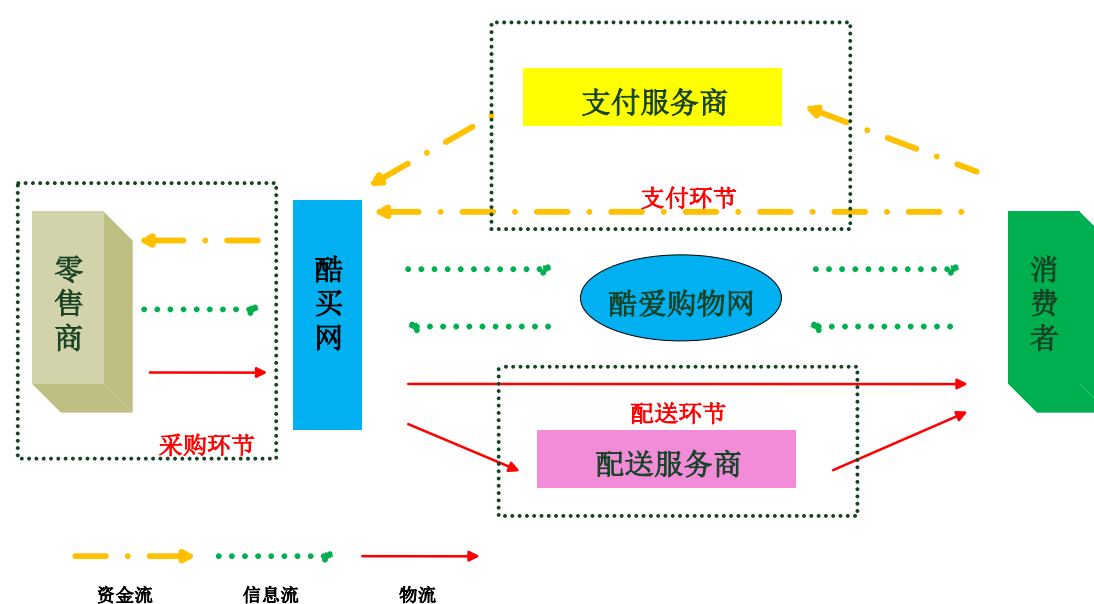 支付服务商
支付环节
零售商
酷买网
酷爱购物网
消费者
采购环节
配送环节
配送服务商
资金流
信息流
物流